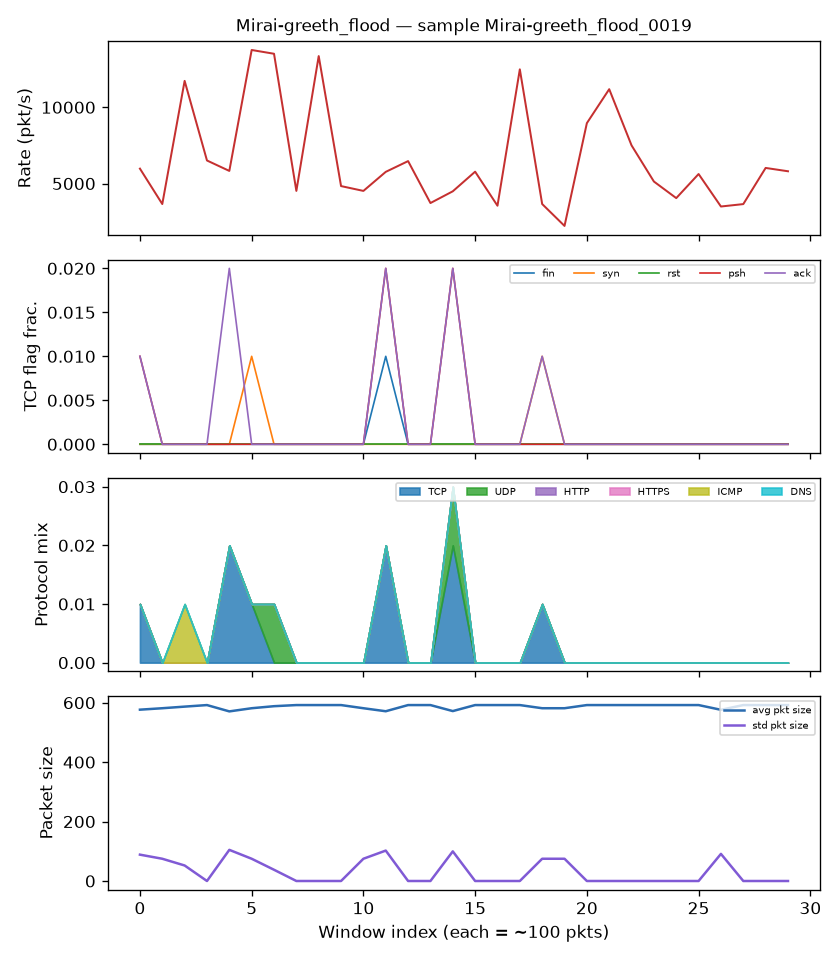 Mirai-greeth_flood — sample Mirai-greeth_flood_0019
Rate (pkt/s)
10000
5000
TCP flag frac.
0.020
0.015
0.010
0.005
0.000
fin syn rst psh ack
Protocol mix
0.03
0.02
0.01
0.00
TCP UDP HTTP HTTPS ICMP DNS
Packet size
600
400
200
0
avg pkt size
std pkt size
0 5 10 15 20 25 30
Window index (each = ~100 pkts)